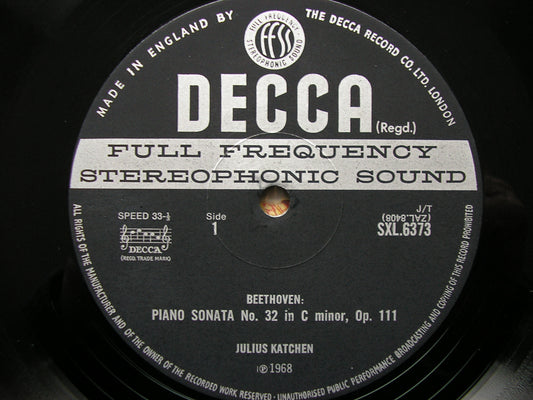 MADE IN ENGLAND BY THE DECCA RECORD CO. LTD. LONDON
FULL FREQUENCY
FFSS
STEREOPHONIC SOUND
DECCA (Regd.)
FULL FREQUENCY
STEREOPHONIC SOUND
SPEED 33-⅓
DECCA
(REGD. TRADE MARK)
Side
1
J/T
(ZAL.8408)
SXL.6373
BEETHOVEN:
PIANO SONATA No. 32 in C minor, Op. 111
JULIUS KATCHEN
Ⓟ1968
ALL RIGHTS OF THE MANUFACTURER AND OF THE OWNER OF THE RECORDED WORK RESERVED · UNAUTHORISED PUBLIC PERFORMANCE BROADCASTING AND COPYING OF THIS RECORD PROHIBITED